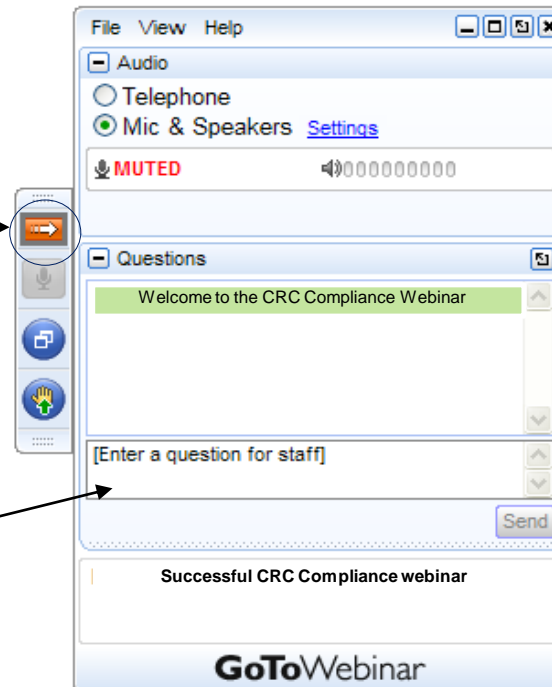 File View Help
Audio
Telephone
Mic & Speakers Settings
MUTED
Questions
Welcome to the CRC Compliance Webinar
[Enter a question for staff]
Send
Successful CRC Compliance webinar
GoToWebinar